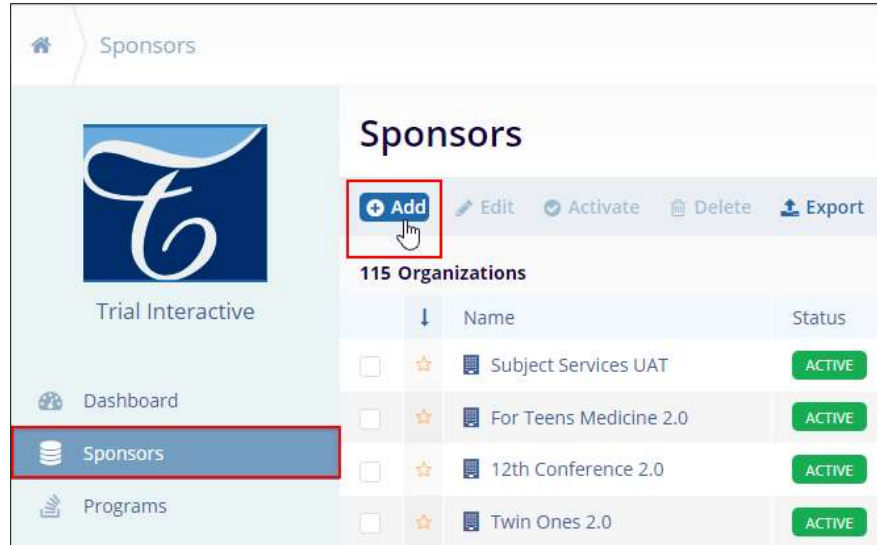 Sponsors
Sponsors
Add Edit Activate Delete Export
115 Organizations
Trial Interactive
Name Status
Subject Services UAT ACTIVE
For Teens Medicine 2.0 ACTIVE
12th Conference 2.0 ACTIVE
Twin Ones 2.0 ACTIVE
Dashboard
Sponsors
Programs